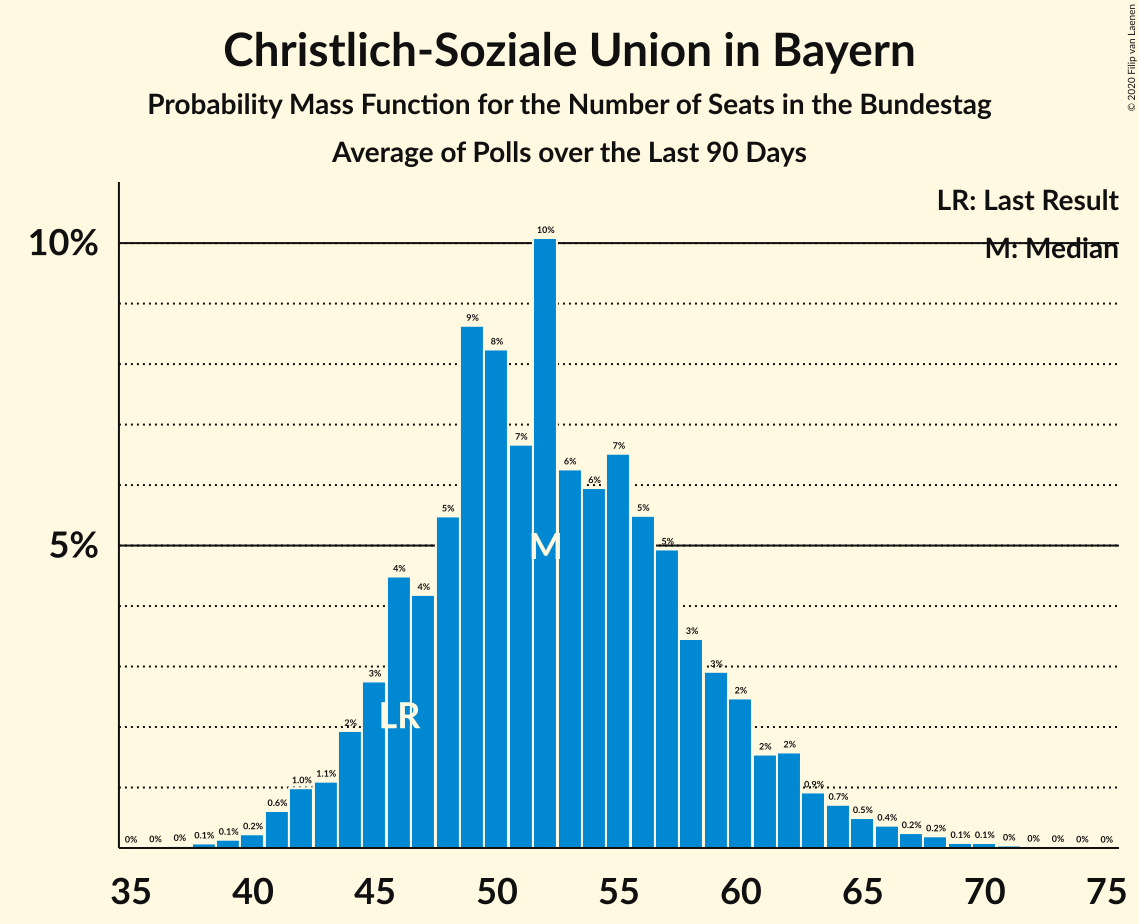 Christlich-Soziale Union in Bayern
Probability Mass Function for the Number of Seats in the Bundestag
Average of Polls over the Last 90 Days
© 2020 Filip van Laenen
LR: Last Result
M: Median
10%
5%
0% 0% 0% 0.1% 0.1% 0.2% 0.6% 1.0% 1.1% 2% 3% 4% 4% 5% 9% 8% 7% 10% 6% 6% 7% 5% 5% 3% 3% 2% 2% 2% 0.9% 0.7% 0.5% 0.4% 0.2% 0.2% 0.1% 0.1% 0% 0% 0% 0% 0%
M
LR
35 40 45 50 55 60 65 70 75